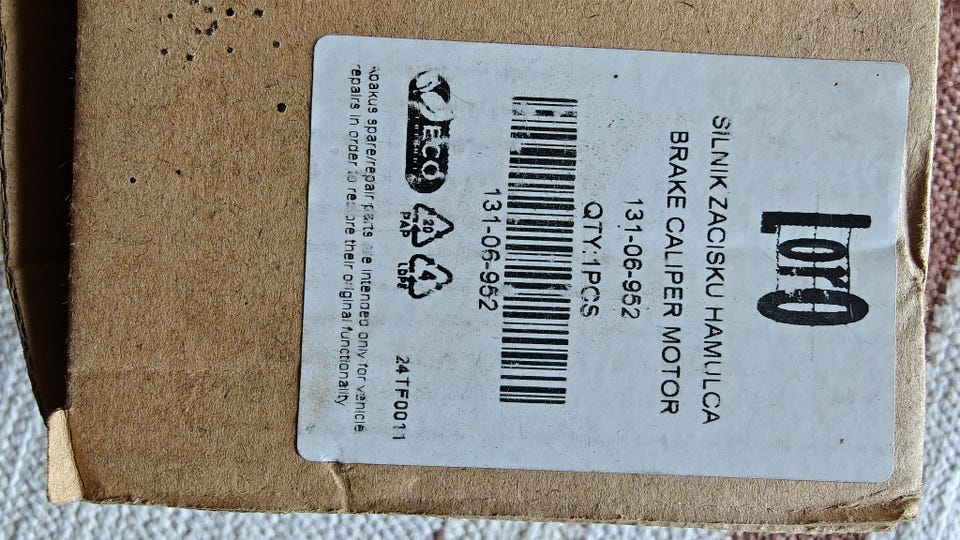 Loro
SILNIK ZACISKU HAMULCA
BRAKE CALIPER MOTOR
131-06-952
QTY:1PCS
131-06-952
ECO
20
PAP
4
LDPE
24TF0011
Abakus spare/repair parts are intended only for vehicle
repairs in order to restore their original functionality